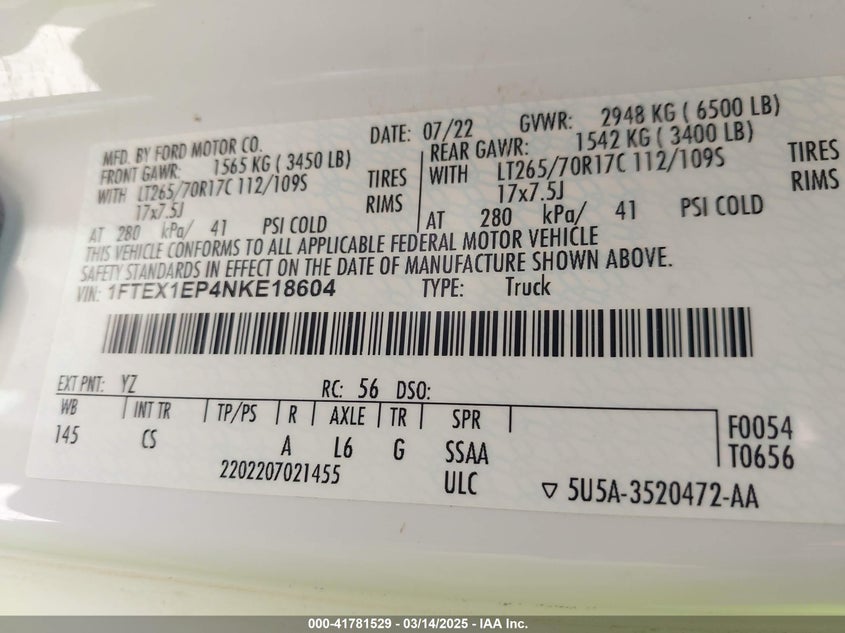 MFD. BY FORD MOTOR CO. DATE: 07/22 GVWR: 2948 KG ( 6500 LB)
FRONT GAWR: 1565 KG ( 3450 LB) REAR GAWR: 1542 KG ( 3400 LB)
WITH LT265/70R17C 112/109S TIRES WITH LT265/70R17C 112/109S TIRES
17x7.5J RIMS 17x7.5J RIMS
AT 280 kPa/ 41 PSI COLD AT 280 kPa/ 41 PSI COLD
THIS VEHICLE CONFORMS TO ALL APPLICABLE FEDERAL MOTOR VEHICLE
SAFETY STANDARDS IN EFFECT ON THE DATE OF MANUFACTURE SHOWN ABOVE.
VIN: 1FTEX1EP4NKE18604 TYPE: Truck
EXT PNT: YZ RC: 56 DSO:
WB INT TR TP/PS R AXLE TR SPR F0054
145 CS A L6 G SSAA T0656
2202207021455 ULC ▽ 5U5A-3520472-AA
000-41781529 - 03/14/2025 - IAA Inc.